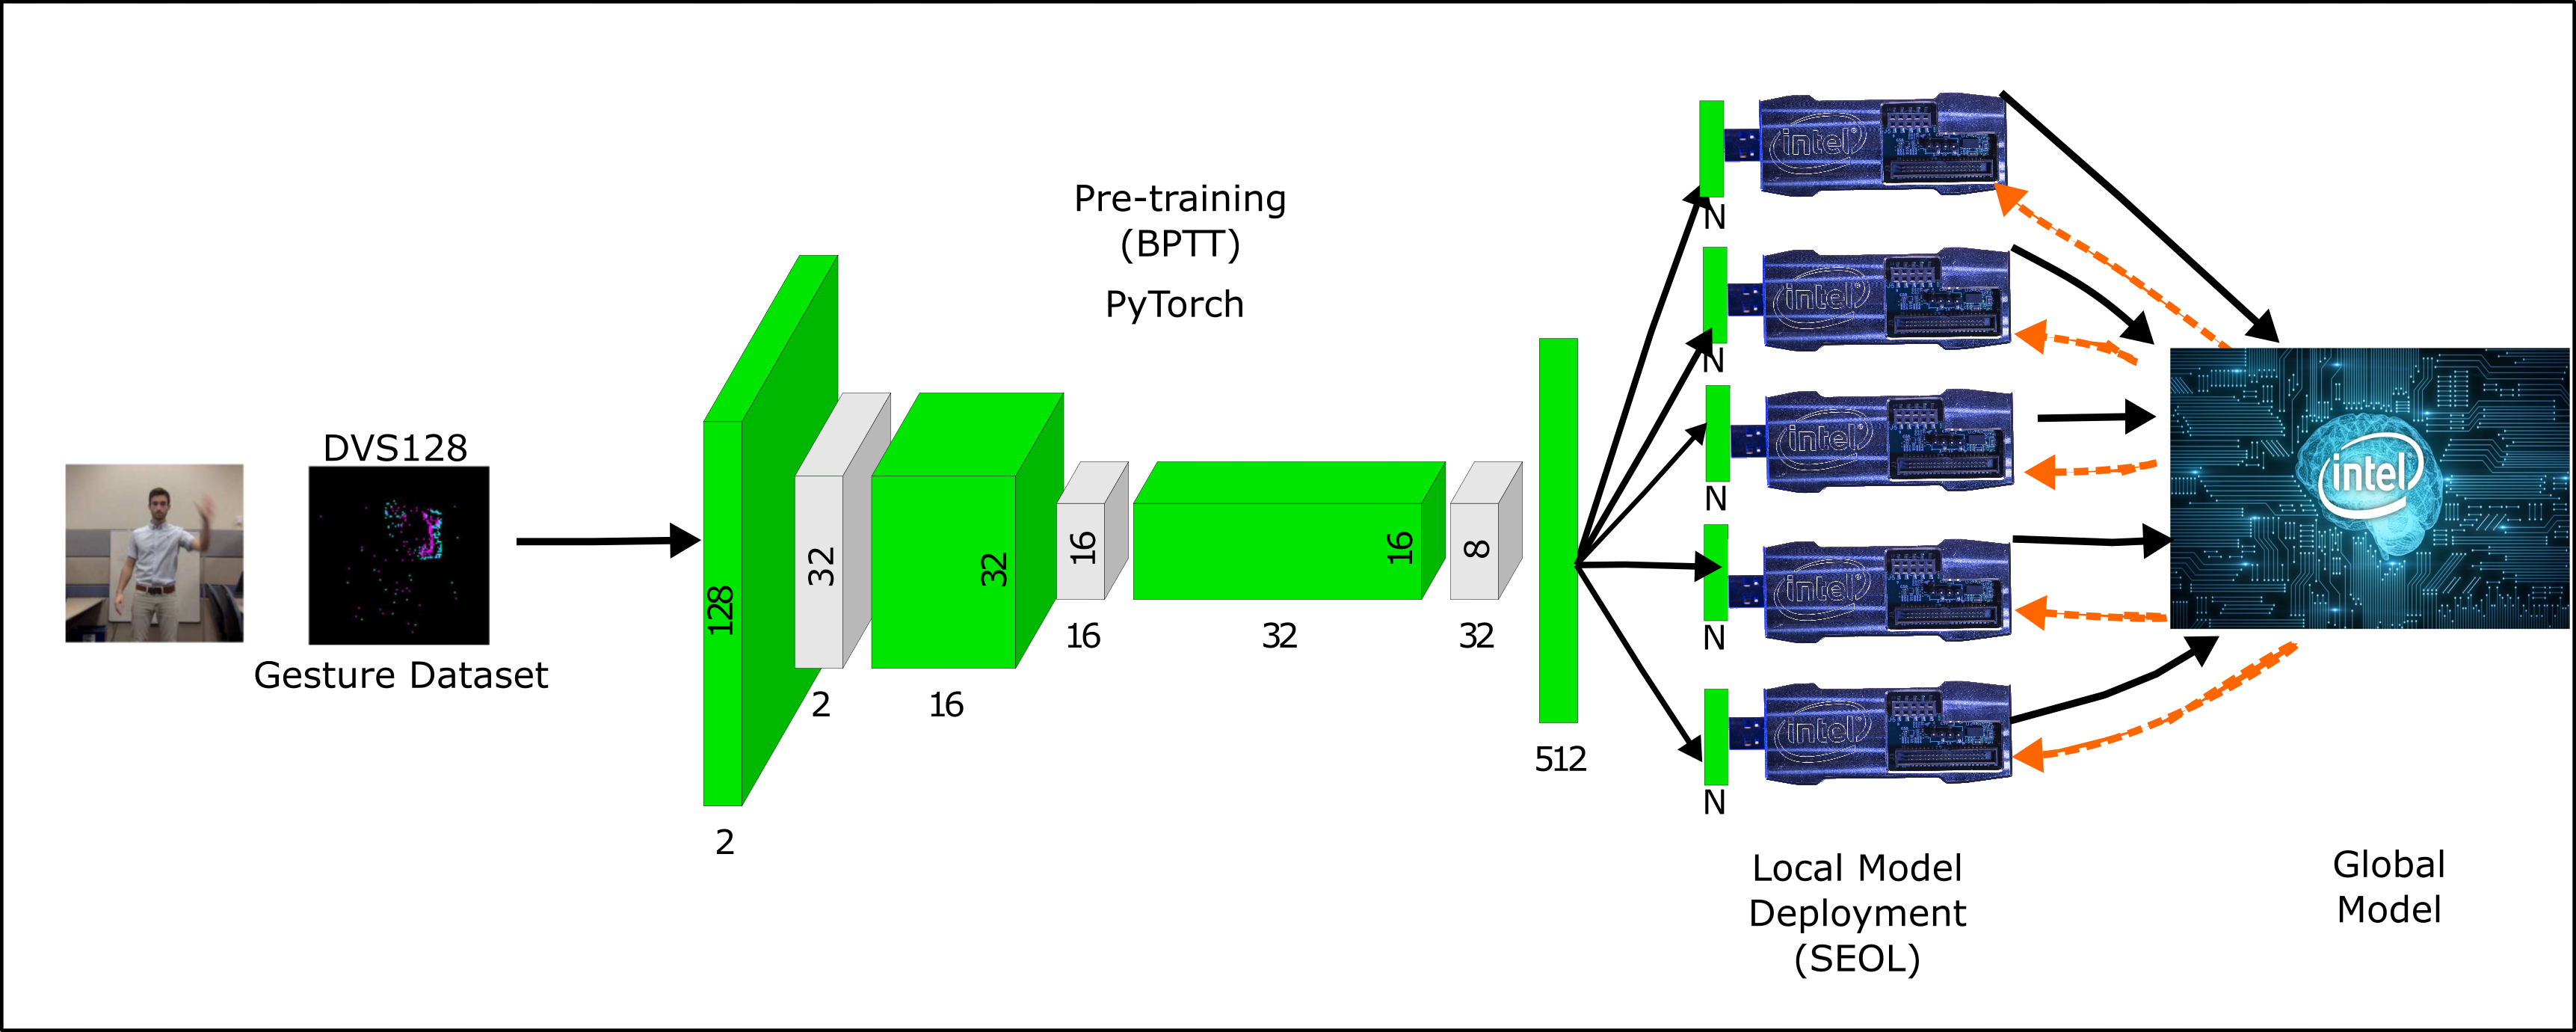 DVS128
Gesture Dataset
Pre-training
(BPTT)
PyTorch
128
2
32
2
32
16
16
16
16
32
8
32
512
N
N
N
N
N
intel
intel
intel
intel
intel
Local Model
Deployment
(SEOL)
intel
Global
Model